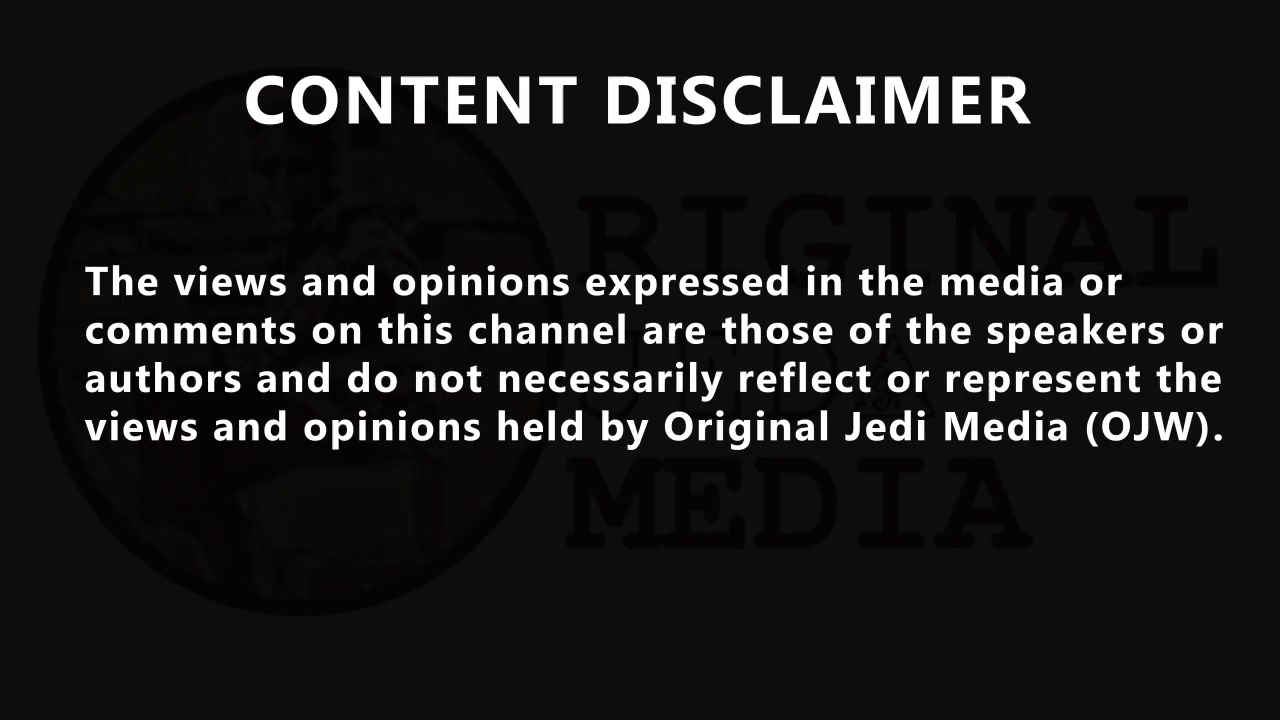 CONTENT DISCLAIMER
RIGINAL
The views and opinions expressed in the media or
comments on this channel are those of the speakers or
authors and do not necessarily reflect or represent the
views and opinions held by Original Jedi Media (OJW).
MEDIA